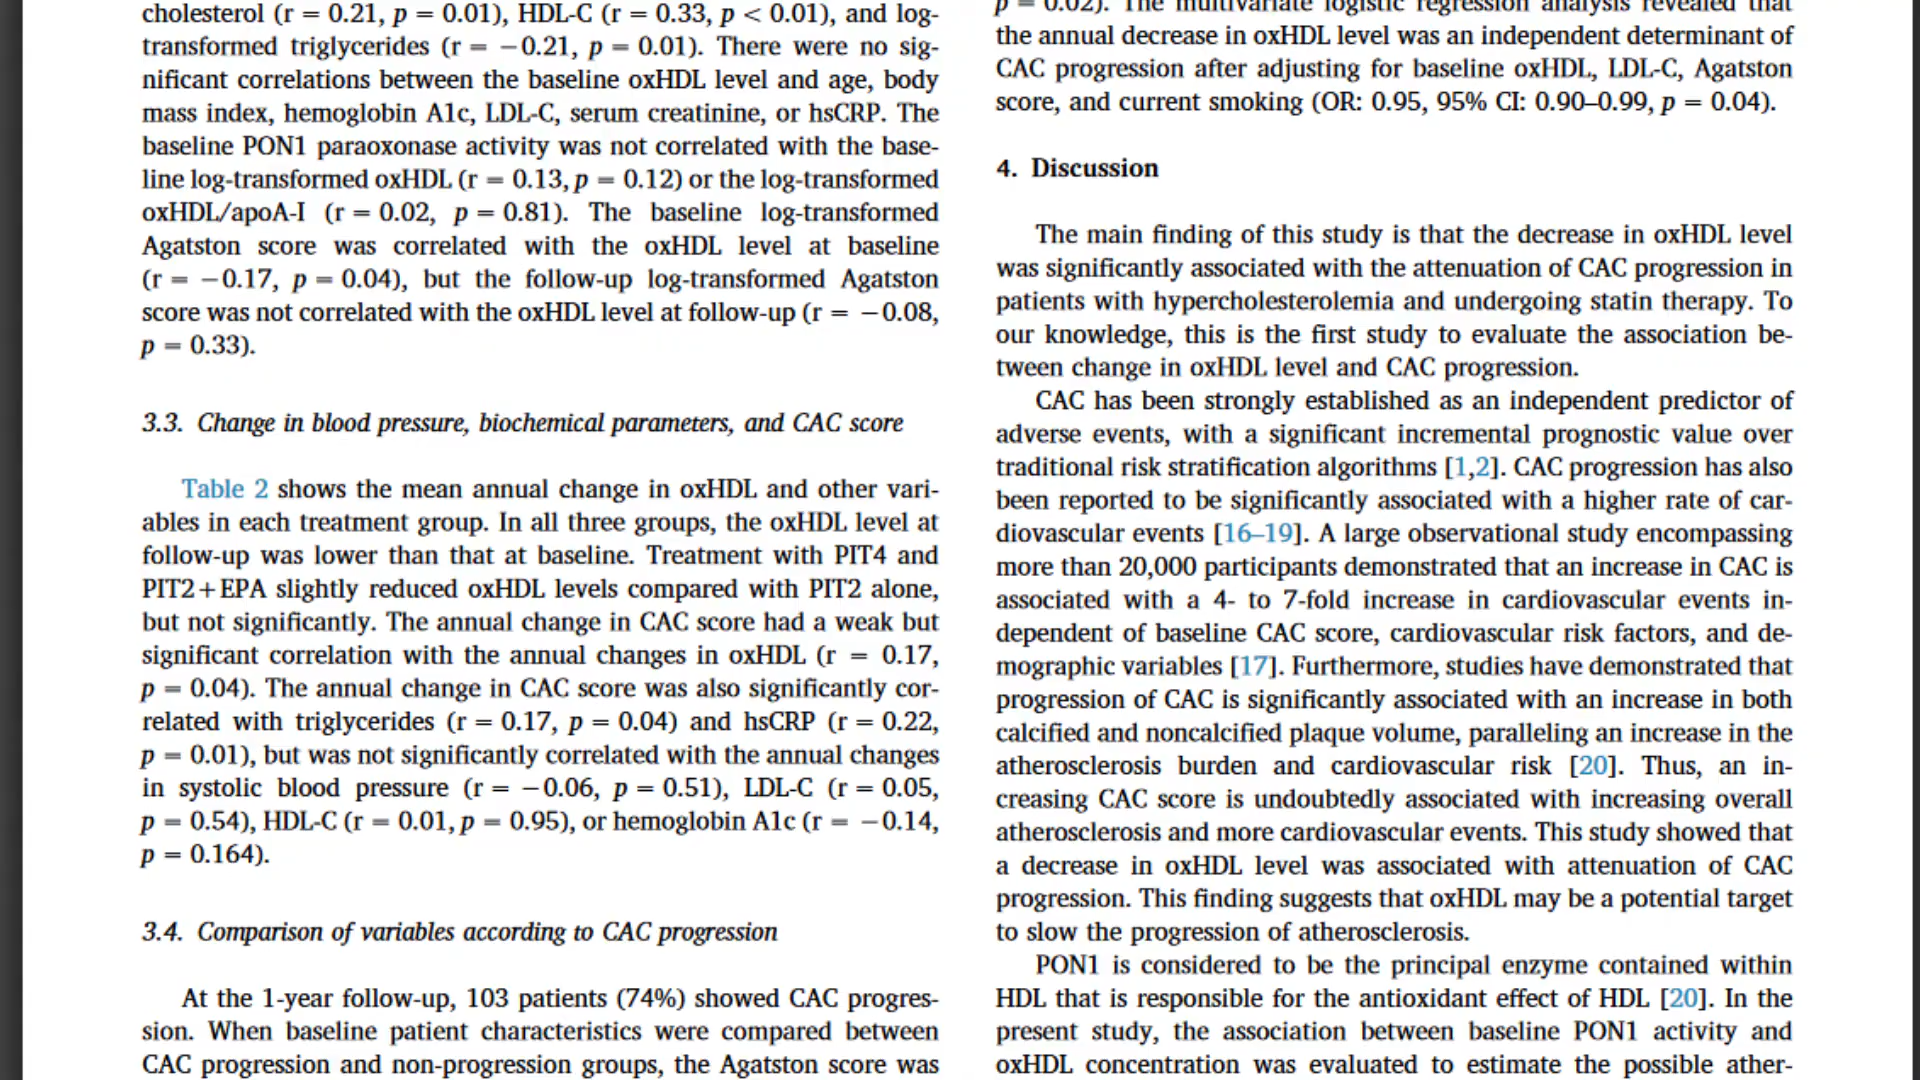 cholesterol (r = 0.21, p = 0.01), HDL-C (r = 0.33, p < 0.01), and log-
transformed triglycerides (r = −0.21, p = 0.01). There were no sig-
nificant correlations between the baseline oxHDL level and age, body
mass index, hemoglobin A1c, LDL-C, serum creatinine, or hsCRP. The
baseline PON1 paraoxonase activity was not correlated with the base-
line log-transformed oxHDL (r = 0.13, p = 0.12) or the log-transformed
oxHDL/apoA-I (r = 0.02, p = 0.81). The baseline log-transformed
Agatston score was correlated with the oxHDL level at baseline
(r = −0.17, p = 0.04), but the follow-up log-transformed Agatston
score was not correlated with the oxHDL level at follow-up (r = −0.08,
p = 0.33).
3.3. Change in blood pressure, biochemical parameters, and CAC score
Table 2 shows the mean annual change in oxHDL and other vari-
ables in each treatment group. In all three groups, the oxHDL level at
follow-up was lower than that at baseline. Treatment with PIT4 and
PIT2+EPA slightly reduced oxHDL levels compared with PIT2 alone,
but not significantly. The annual change in CAC score had a weak but
significant correlation with the annual changes in oxHDL (r = 0.17,
p = 0.04). The annual change in CAC score was also significantly cor-
related with triglycerides (r = 0.17, p = 0.04) and hsCRP (r = 0.22,
p = 0.01), but was not significantly correlated with the annual changes
in systolic blood pressure (r = −0.06, p = 0.51), LDL-C (r = 0.05,
p = 0.54), HDL-C (r = 0.01, p = 0.95), or hemoglobin A1c (r = −0.14,
p = 0.164).
3.4. Comparison of variables according to CAC progression
At the 1-year follow-up, 103 patients (74%) showed CAC progres-
sion. When baseline patient characteristics were compared between
CAC progression and non-progression groups, the Agatston score was
p = 0.02). The multivariate logistic regression analysis revealed that
the annual decrease in oxHDL level was an independent determinant of
CAC progression after adjusting for baseline oxHDL, LDL-C, Agatston
score, and current smoking (OR: 0.95, 95% CI: 0.90–0.99, p = 0.04).
4. Discussion
The main finding of this study is that the decrease in oxHDL level
was significantly associated with the attenuation of CAC progression in
patients with hypercholesterolemia and undergoing statin therapy. To
our knowledge, this is the first study to evaluate the association be-
tween change in oxHDL level and CAC progression.
CAC has been strongly established as an independent predictor of
adverse events, with a significant incremental prognostic value over
traditional risk stratification algorithms [1,2]. CAC progression has also
been reported to be significantly associated with a higher rate of car-
diovascular events [16–19]. A large observational study encompassing
more than 20,000 participants demonstrated that an increase in CAC is
associated with a 4- to 7-fold increase in cardiovascular events in-
dependent of baseline CAC score, cardiovascular risk factors, and de-
mographic variables [17]. Furthermore, studies have demonstrated that
progression of CAC is significantly associated with an increase in both
calcified and noncalcified plaque volume, paralleling an increase in the
atherosclerosis burden and cardiovascular risk [20]. Thus, an in-
creasing CAC score is undoubtedly associated with increasing overall
atherosclerosis and more cardiovascular events. This study showed that
a decrease in oxHDL level was associated with attenuation of CAC
progression. This finding suggests that oxHDL may be a potential target
to slow the progression of atherosclerosis.
PON1 is considered to be the principal enzyme contained within
HDL that is responsible for the antioxidant effect of HDL [20]. In the
present study, the association between baseline PON1 activity and
oxHDL concentration was evaluated to estimate the possible ather-